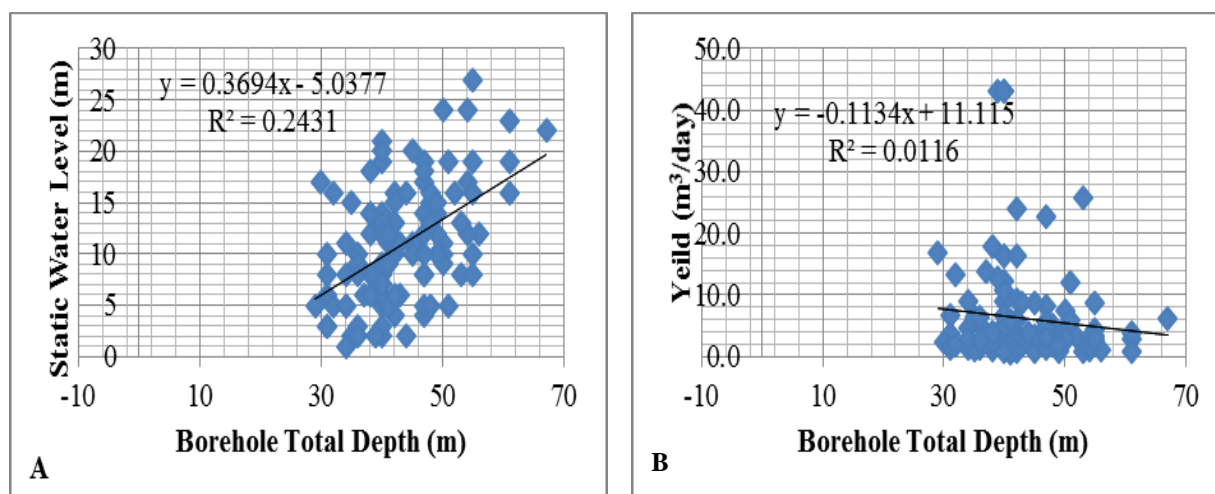 30
25
20
15
10
5
0
Static Water Level (m)
y = 0.3694x - 5.0377
R² = 0.2431
-10 10 30 50 70
Borehole Total Depth (m)
A
50.0
40.0
30.0
20.0
10.0
0.0
Yeild (m³/day)
y = -0.1134x + 11.115
R² = 0.0116
-10 10 30 50 70
Borehole Total Depth (m)
B